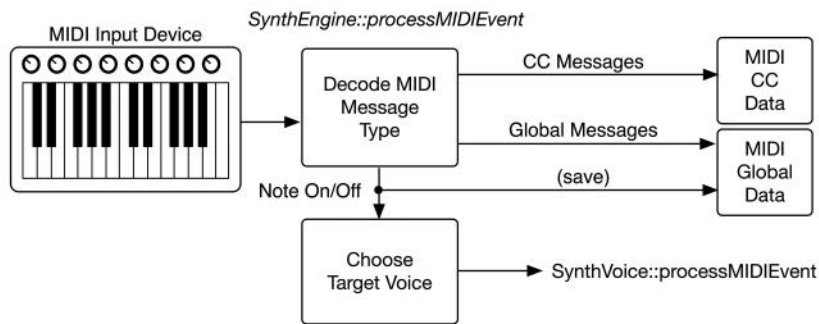 SynthEngine::processMIDIEvent
MIDI Input Device
Decode MIDI
Message
Type
CC Messages
MIDI
CC
Data
Global Messages
MIDI
Global
Data
Note On/Off
(save)
Choose
Target Voice
SynthVoice::processMIDIEvent